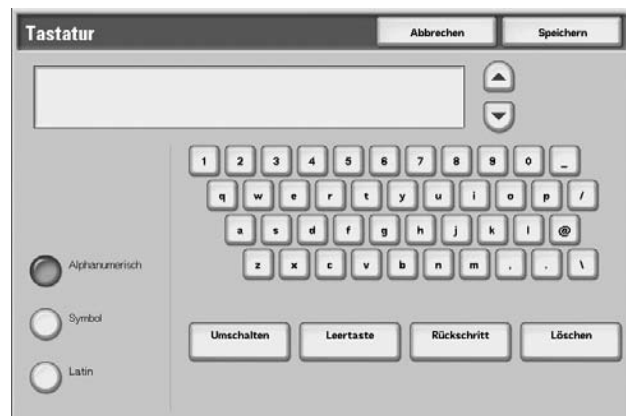 Tastatur Abbrechen Speichern
1 2 3 4 5 6 7 8 9 0 _
q w e r t y u i o p /
a s d f g h j k l @
z x c v b n m , . \
Alphanumerisch
Symbol
Latin
Umschalten Leertaste Rückschritt Löschen